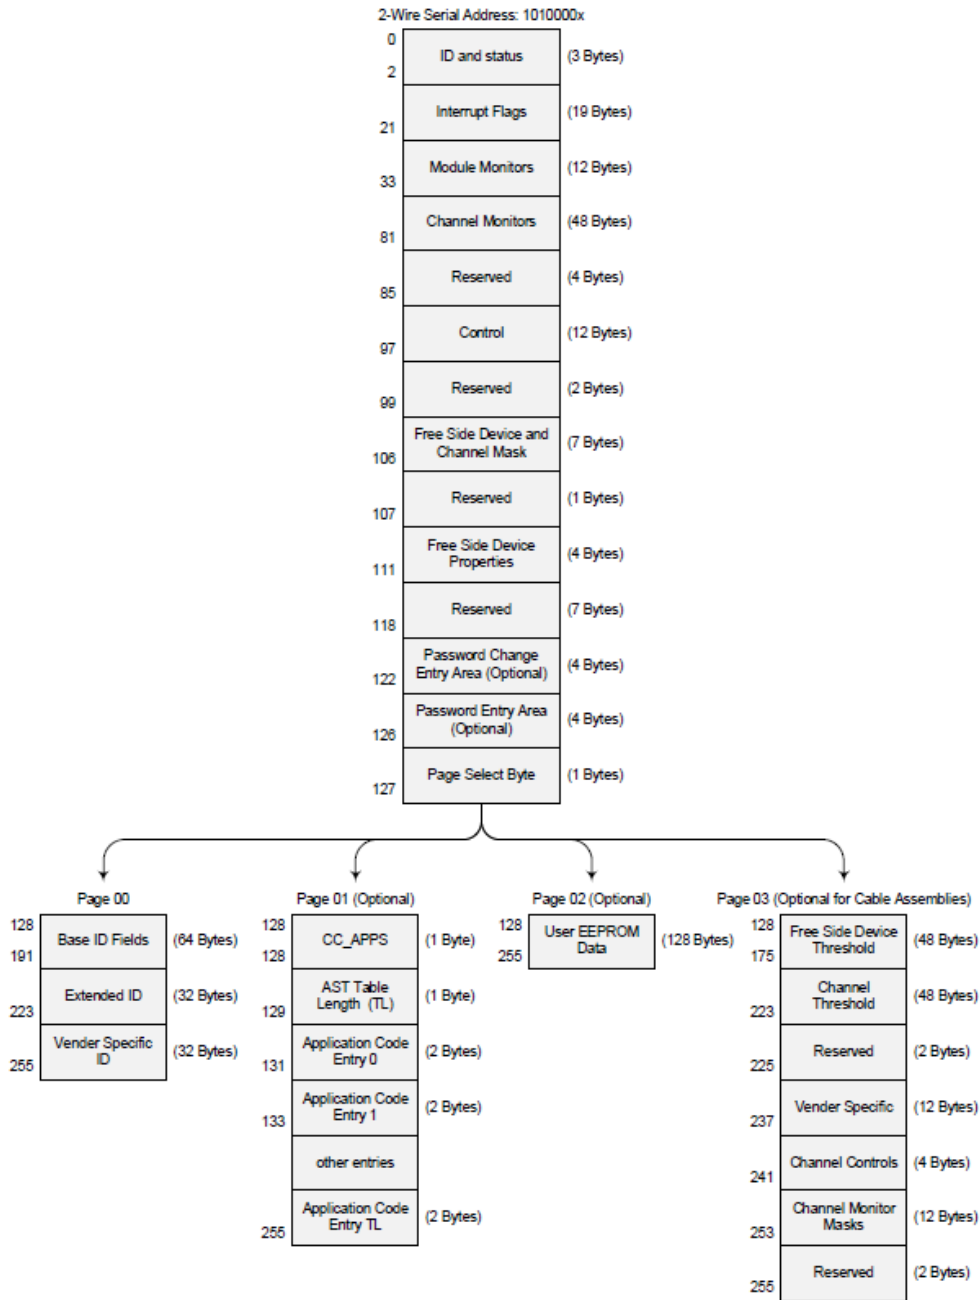 2-Wire Serial Address: 1010000x
0
ID and status
(3 Bytes)
2
Interrupt Flags
(19 Bytes)
21
Module Monitors
(12 Bytes)
33
Channel Monitors
(48 Bytes)
81
Reserved
(4 Bytes)
85
Control
(12 Bytes)
97
Reserved
(2 Bytes)
99
Free Side Device and
Channel Mask
(7 Bytes)
106
Reserved
(1 Bytes)
107
Free Side Device
Properties
(4 Bytes)
111
Reserved
(7 Bytes)
118
Password Change
Entry Area (Optional)
(4 Bytes)
122
Password Entry Area
(Optional)
(4 Bytes)
126
Page Select Byte
(1 Bytes)
127
Page 00
128
Base ID Fields
(64 Bytes)
191
Extended ID
(32 Bytes)
223
Vender Specific
ID
(32 Bytes)
255
Page 01 (Optional)
128
CC_APPS
(1 Byte)
128
AST Table
Length (TL)
(1 Byte)
129
Application Code
Entry 0
(2 Bytes)
131
Application Code
Entry 1
(2 Bytes)
133
other entries
Application Code
Entry TL
(2 Bytes)
255
Page 02 (Optional)
128
User EEPROM
Data
(128 Bytes)
255
Page 03 (Optional for Cable Assemblies)
128
Free Side Device
Threshold
(48 Bytes)
175
Channel
Threshold
(48 Bytes)
223
Reserved
(2 Bytes)
225
Vender Specific
(12 Bytes)
237
Channel Controls
(4 Bytes)
241
Channel Monitor
Masks
(12 Bytes)
253
Reserved
(2 Bytes)
255